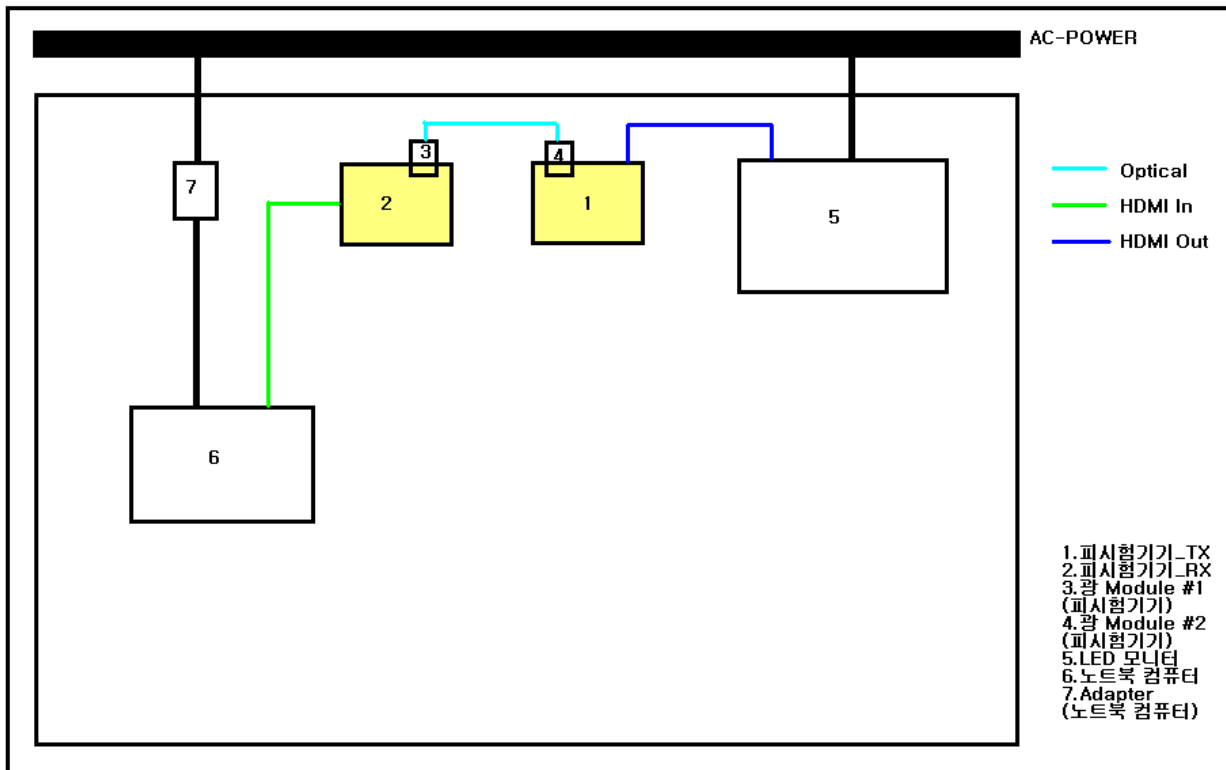 AC-POWER
3
4
7
2
1
5
Optical
HDMI In
HDMI Out
6
1.피시험기기_TX
2.피시험기기_RX
3.광 Module #1
(피시험기기)
4.광 Module #2
(피시험기기)
5.LED 모니터
6.노트북 컴퓨터
7.Adapter
(노트북 컴퓨터)